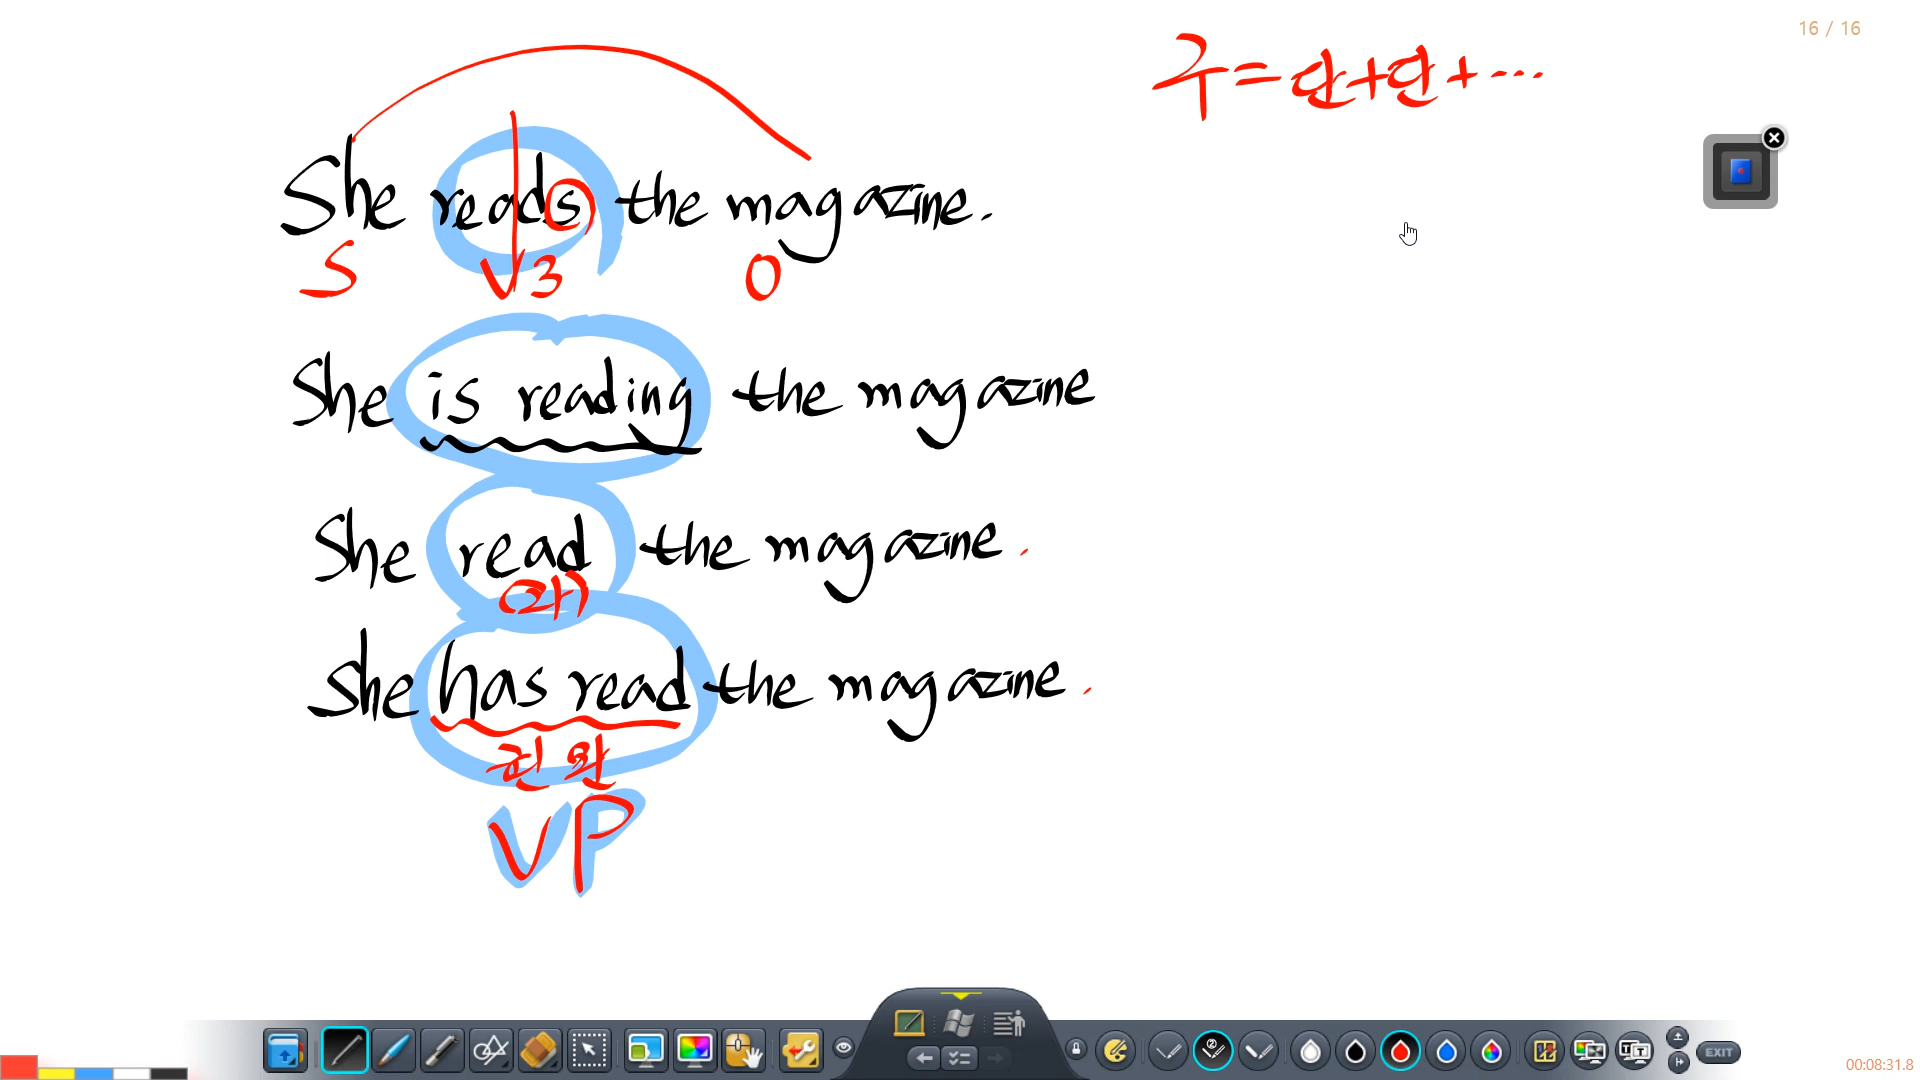 16 / 16
구=단+단+...
She reads the magazine.
S V3 O
She is reading the magazine
She read the magazine.
(과)
She has read the magazine.
현완
VP
EXIT
00:08:31.8